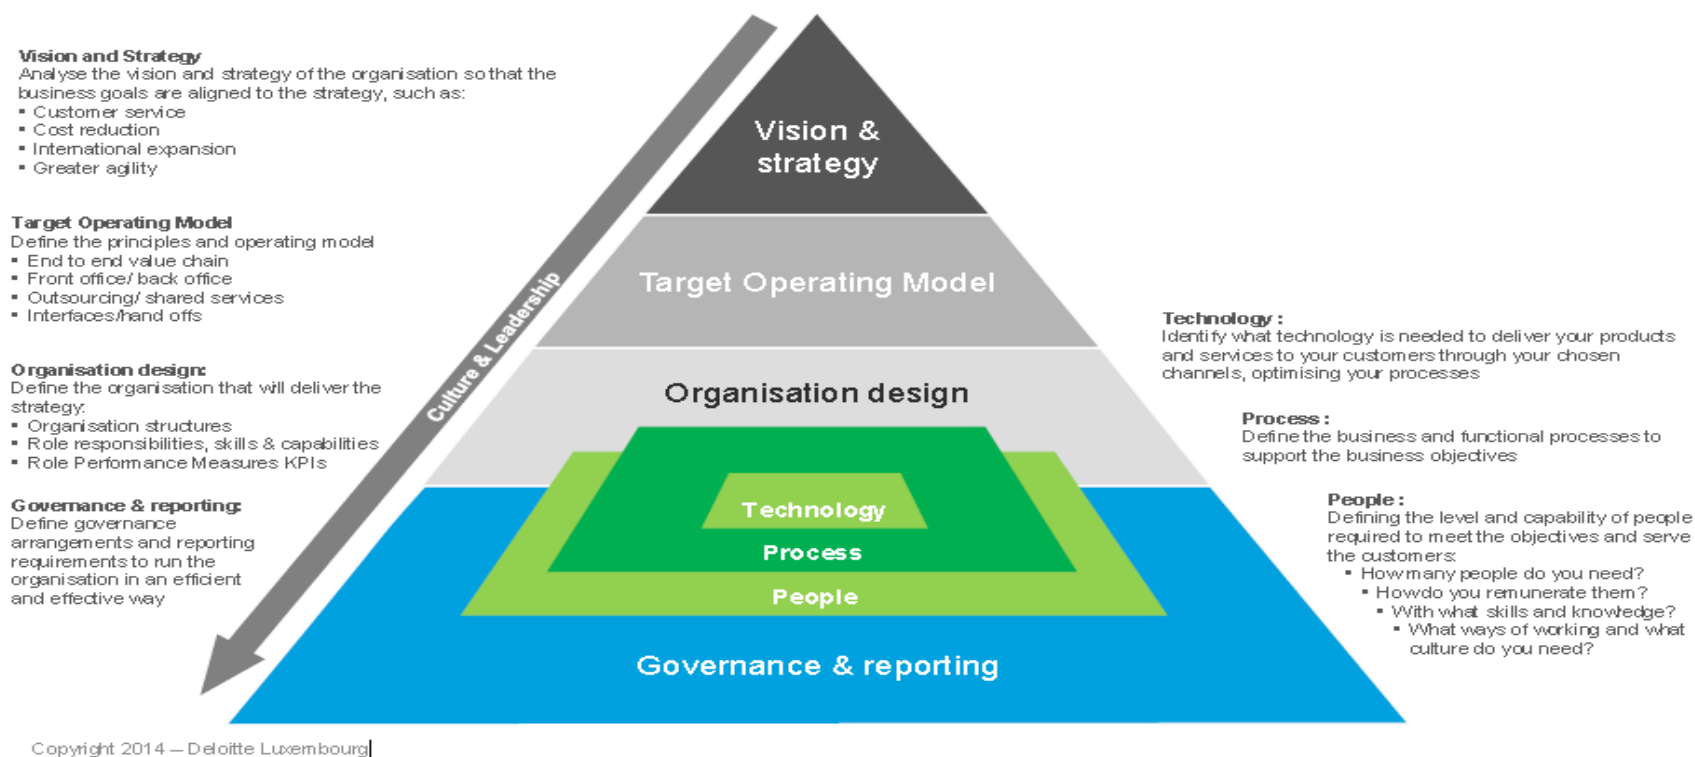 Vision and Strategy
Analyse the vision and strategy of the organisation so that the
business goals are aligned to the strategy, such as:
▪ Customer service
▪ Cost reduction
▪ International expansion
▪ Greater agility
Target Operating Model
Define the principles and operating model
▪ End to end value chain
▪ Front office/ back office
▪ Outsourcing/ shared services
▪ Interfaces/hand offs
Organisation design:
Define the organisation that will deliver the
strategy:
▪ Organisation structures
▪ Role responsibilities, skills & capabilities
▪ Role Performance Measures KPIs
Governance & reporting:
Define governance
arrangements and reporting
requirements to run the
organisation in an efficient
and effective way
Culture & Leadership
Vision &
strategy
Target Operating Model
Organisation design
Technology
Process
People
Governance & reporting
Technology :
Identify what technology is needed to deliver your products
and services to your customers through your chosen
channels, optimising your processes
Process :
Define the business and functional processes to
support the business objectives
People :
Defining the level and capability of people
required to meet the objectives and serve
the customers:
▪ How many people do you need?
▪ How do you remunerate them?
▪ With what skills and knowledge?
▪ What ways of working and what
culture do you need?
Copyright 2014 – Deloitte Luxembourg